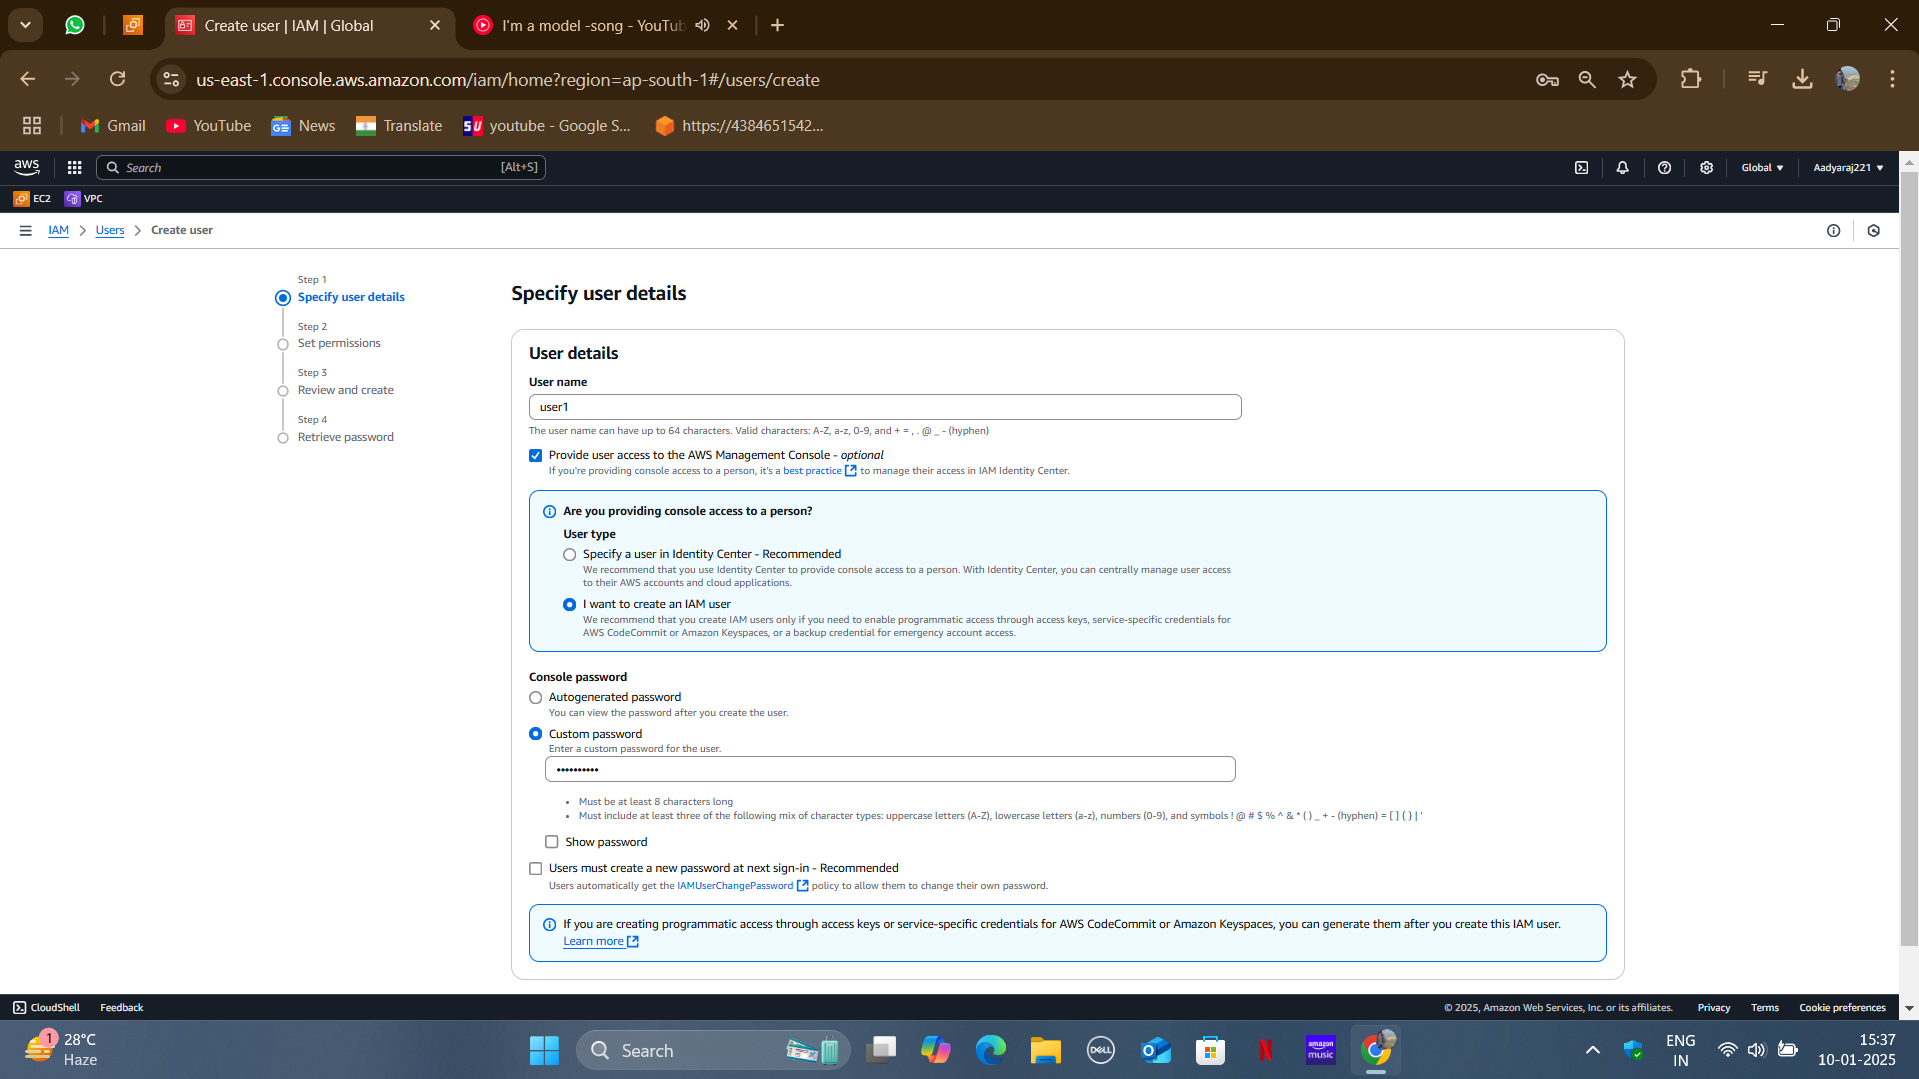 Create user | IAM | Global
I'm a model -song - YouTub
us-east-1.console.aws.amazon.com/iam/home?region=ap-south-1#/users/create
Gmail
YouTube
News
Translate
youtube - Google S...
https://4384651542...
aws
Search
[Alt+S]
Global
Aadyaraj221
EC2
VPC
IAM
Users
Create user
Step 1
Specify user details
Step 2
Set permissions
Step 3
Review and create
Step 4
Retrieve password
Specify user details
User details
User name
user1
The user name can have up to 64 characters. Valid characters: A-Z, a-z, 0-9, and + = , . @ _ - (hyphen)
Provide user access to the AWS Management Console - optional
If you're providing console access to a person, it's a best practice to manage their access in IAM Identity Center.
Are you providing console access to a person?
User type
Specify a user in Identity Center - Recommended
We recommend that you use Identity Center to provide console access to a person. With Identity Center, you can centrally manage user access
to their AWS accounts and cloud applications.
I want to create an IAM user
We recommend that you create IAM users only if you need to enable programmatic access through access keys, service-specific credentials for
AWS CodeCommit or Amazon Keyspaces, or a backup credential for emergency account access.
Console password
Autogenerated password
You can view the password after you create the user.
Custom password
Enter a custom password for the user.
••••••••••
Must be at least 8 characters long
Must include at least three of the following mix of character types: uppercase letters (A-Z), lowercase letters (a-z), numbers (0-9), and symbols ! @ # $ % ^ & * ( ) _ + - (hyphen) = [ ] { } | '
Show password
Users must create a new password at next sign-in - Recommended
Users automatically get the IAMUserChangePassword policy to allow them to change their own password.
If you are creating programmatic access through access keys or service-specific credentials for AWS CodeCommit or Amazon Keyspaces, you can generate them after you create this IAM user.
Learn more
CloudShell
Feedback
© 2025, Amazon Web Services, Inc. or its affiliates.
Privacy
Terms
Cookie preferences
1
28°C
Haze
Search
DELL
amazon
music
ENG
IN
15:37
10-01-2025